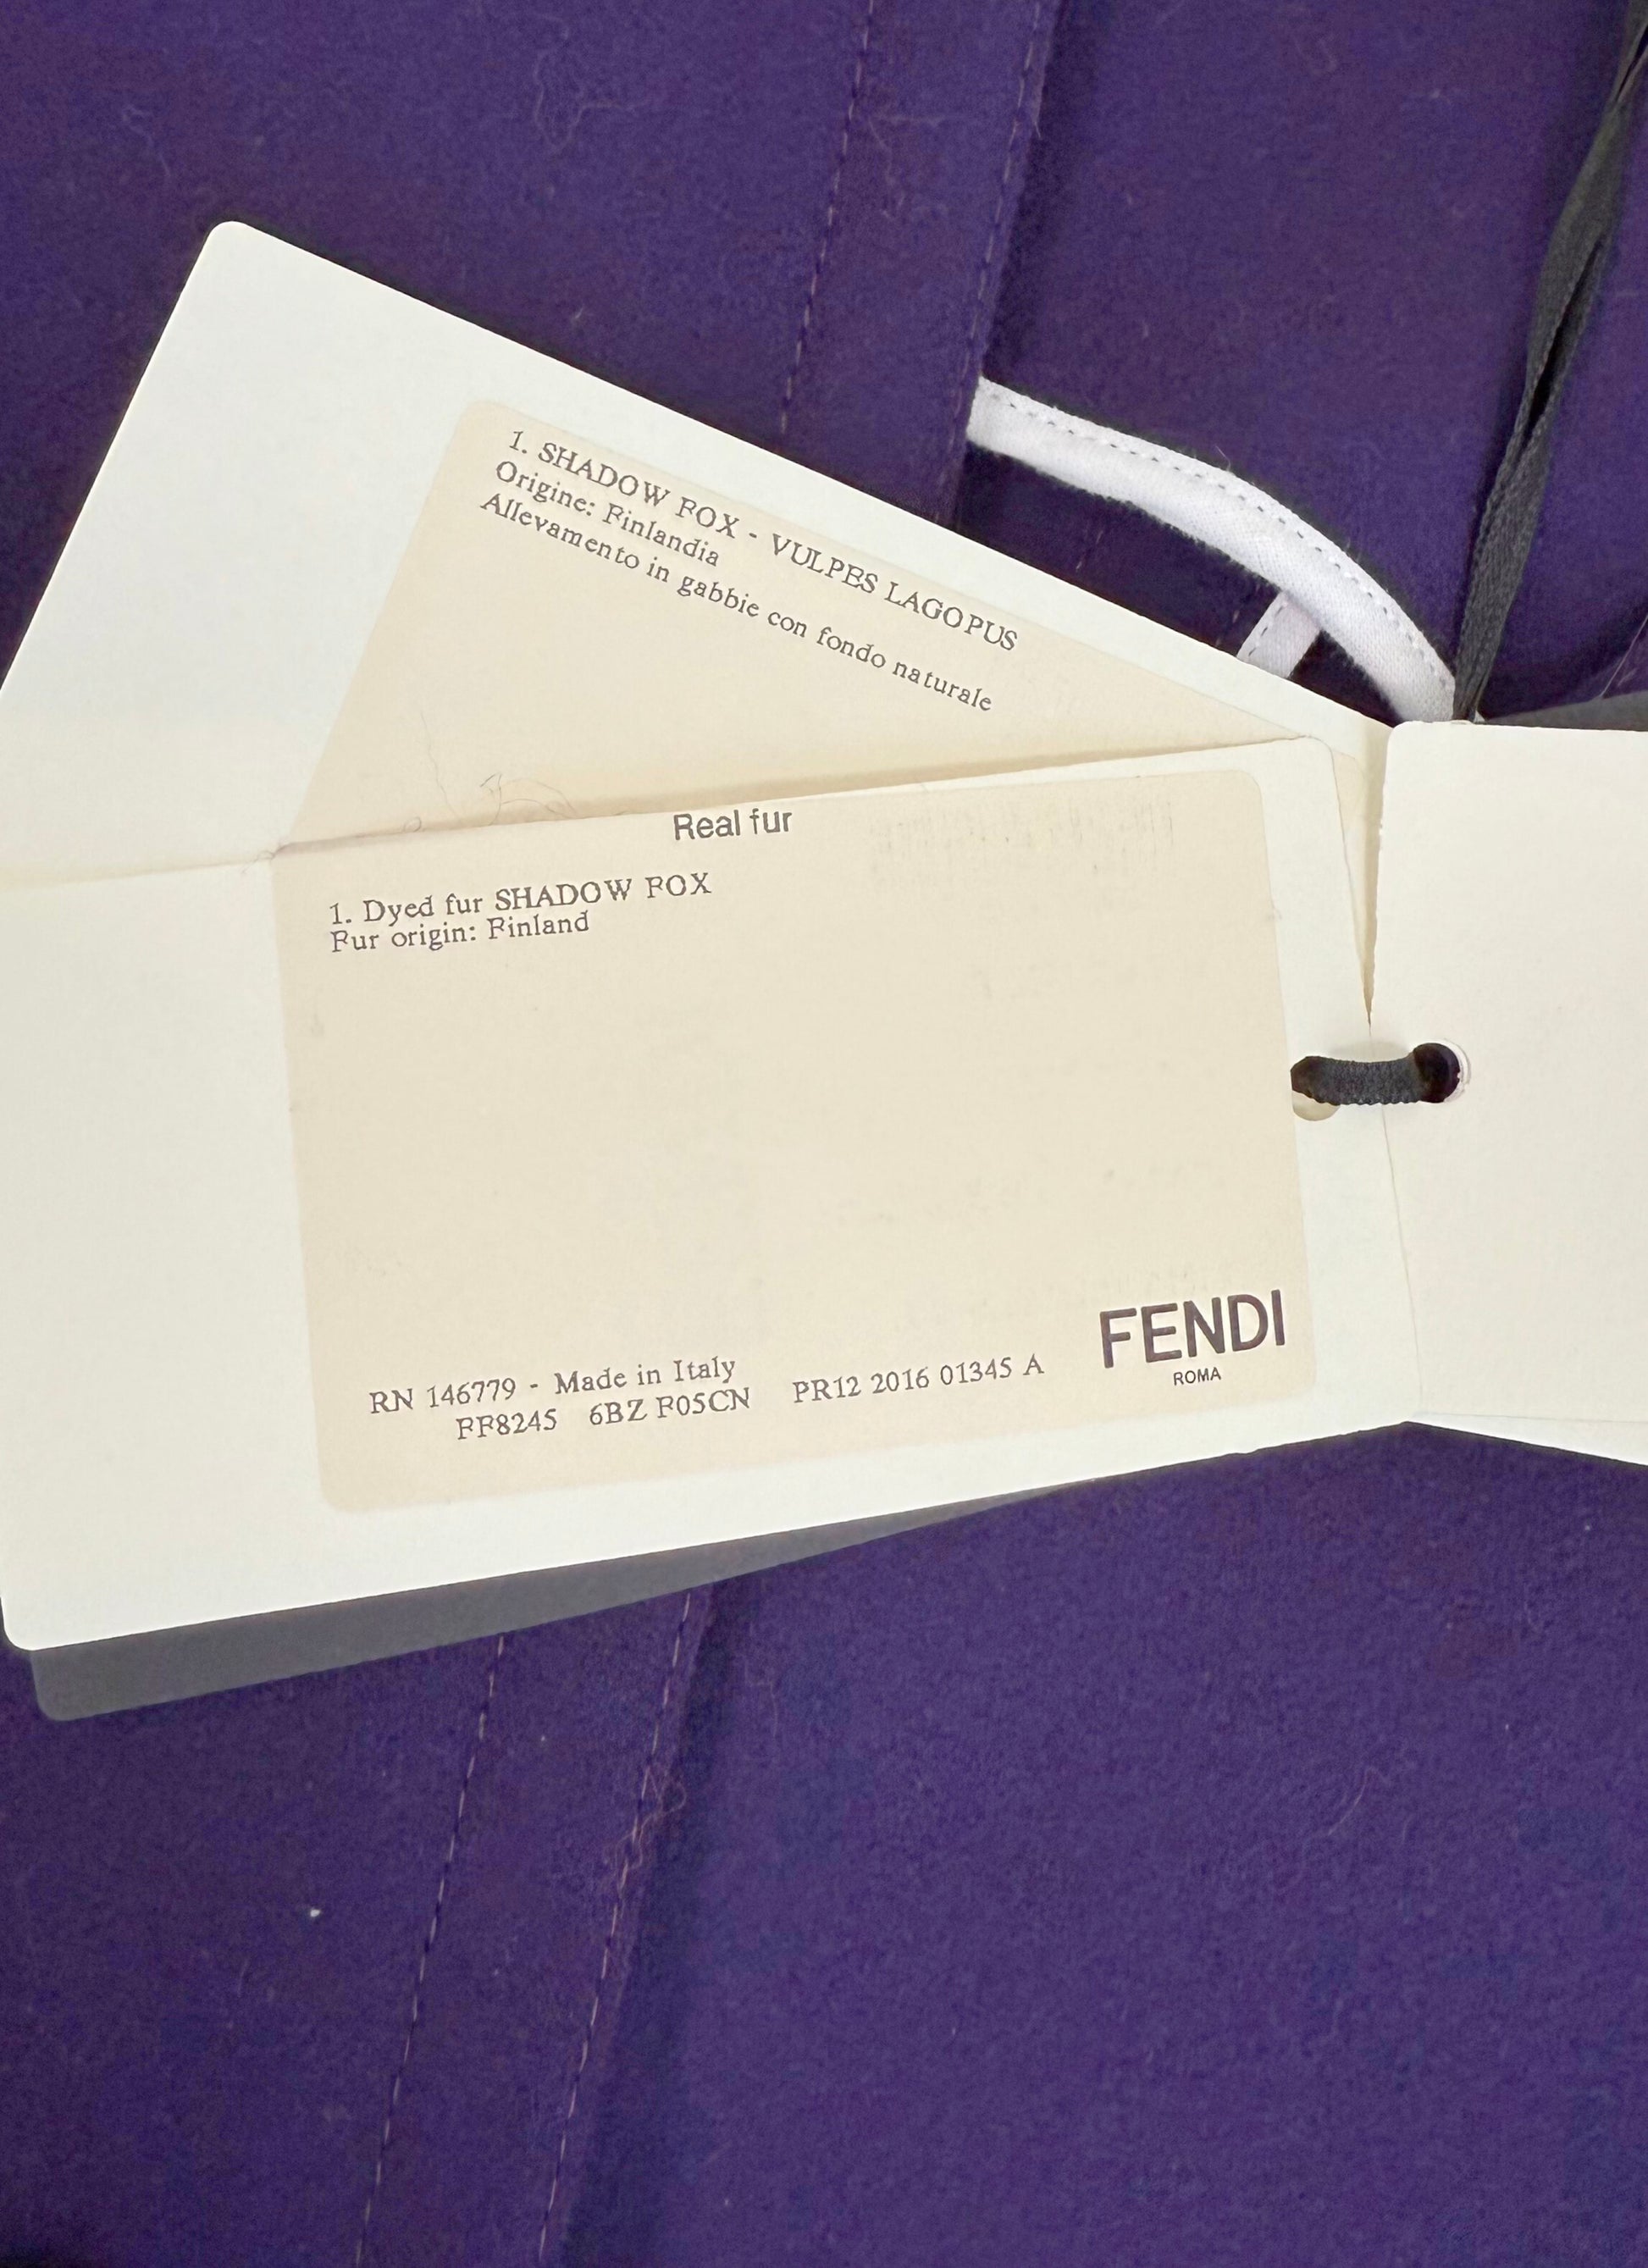 1. SHADOW FOX - VULPES LAGOPUS
Origine: Finlandia
Allevamento in gabbie con fondo naturale
Real fur
1. Dyed fur SHADOW FOX
Fur origin: Finland
RN 146779 - Made in Italy
FF8245 6BZ F05CN PR12 2016 01345 A
FENDI
ROMA